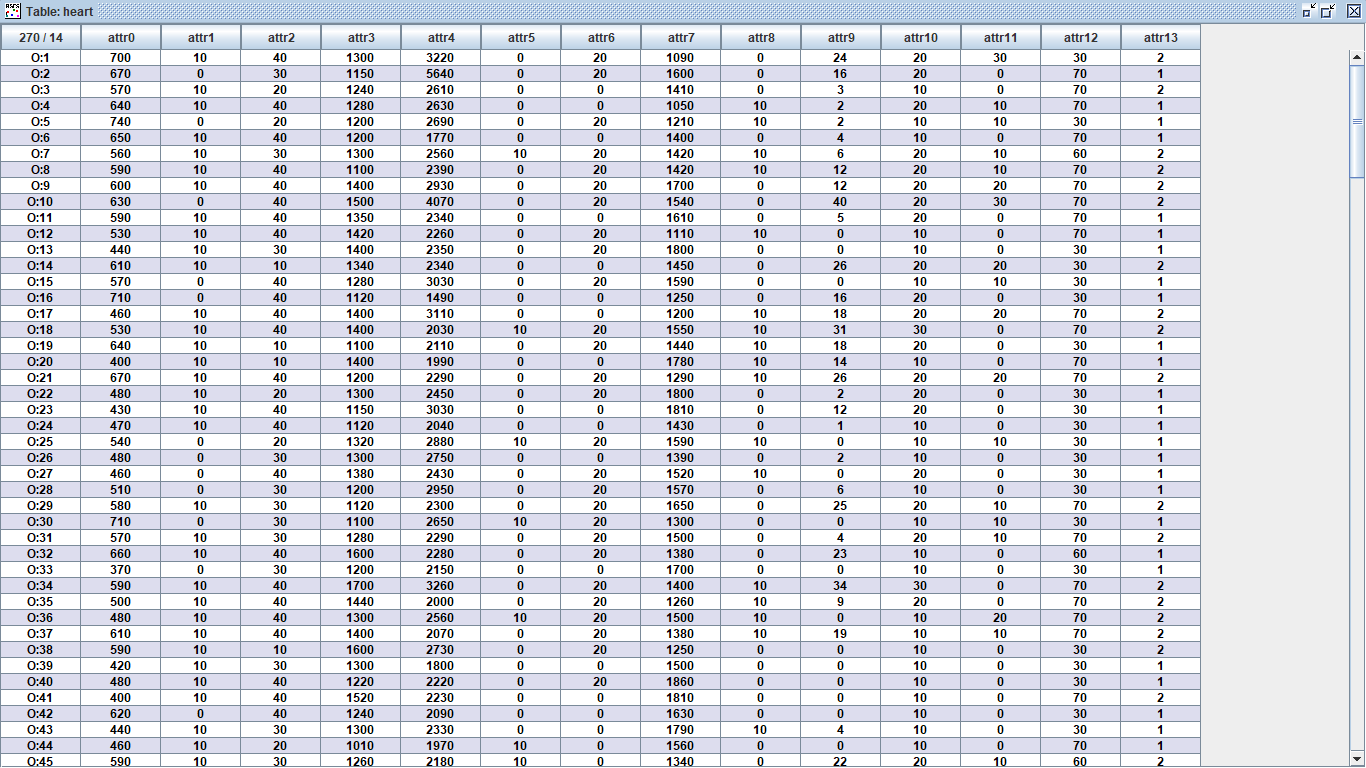 Table: heart
270 / 14 attr0 attr1 attr2 attr3 attr4 attr5 attr6 attr7 attr8 attr9 attr10 attr11 attr12 attr13
O:1 700 10 40 1300 3220 0 20 1090 0 24 20 30 30 2
O:2 670 0 30 1150 5640 0 20 1600 0 16 20 0 70 1
O:3 570 10 20 1240 2610 0 0 1410 0 3 10 0 70 2
O:4 640 10 40 1280 2630 0 0 1050 10 2 20 10 70 1
O:5 740 0 20 1200 2690 0 20 1210 10 2 10 10 30 1
O:6 650 10 40 1200 1770 0 0 1400 0 4 10 0 70 1
O:7 560 10 30 1300 2560 10 20 1420 10 6 20 10 60 2
O:8 590 10 40 1100 2390 0 20 1420 10 12 20 10 70 2
O:9 600 10 40 1400 2930 0 20 1700 0 12 20 20 70 2
O:10 630 0 40 1500 4070 0 20 1540 0 40 20 30 70 2
O:11 590 10 40 1350 2340 0 0 1610 0 5 20 0 70 1
O:12 530 10 40 1420 2260 0 20 1110 10 0 10 0 70 1
O:13 440 10 30 1400 2350 0 20 1800 0 0 10 0 30 1
O:14 610 10 10 1340 2340 0 0 1450 0 26 20 20 30 2
O:15 570 0 40 1280 3030 0 20 1590 0 0 10 10 30 1
O:16 710 0 40 1120 1490 0 0 1250 0 16 20 0 30 1
O:17 460 10 40 1400 3110 0 0 1200 10 18 20 20 70 2
O:18 530 10 40 1400 2030 10 20 1550 10 31 30 0 70 2
O:19 640 10 10 1100 2110 0 20 1440 10 18 20 0 30 1
O:20 400 10 10 1400 1990 0 0 1780 10 14 10 0 70 1
O:21 670 10 40 1200 2290 0 20 1290 10 26 20 20 70 2
O:22 480 10 20 1300 2450 0 20 1800 0 2 20 0 30 1
O:23 430 10 40 1150 3030 0 0 1810 0 12 20 0 30 1
O:24 470 10 40 1120 2040 0 0 1430 0 1 10 0 30 1
O:25 540 0 20 1320 2880 10 20 1590 10 0 10 10 30 1
O:26 480 0 30 1300 2750 0 0 1390 0 2 10 0 30 1
O:27 460 0 40 1380 2430 0 20 1520 10 0 20 0 30 1
O:28 510 0 30 1200 2950 0 20 1570 0 6 10 0 30 1
O:29 580 10 30 1120 2300 0 20 1650 0 25 20 10 70 2
O:30 710 0 30 1100 2650 10 20 1300 0 0 10 10 30 1
O:31 570 10 30 1280 2290 0 20 1500 0 4 20 10 70 2
O:32 660 10 40 1600 2280 0 20 1380 0 23 10 0 60 1
O:33 370 0 30 1200 2150 0 0 1700 0 0 10 0 30 1
O:34 590 10 40 1700 3260 0 20 1400 10 34 30 0 70 2
O:35 500 10 40 1440 2000 0 20 1260 10 9 20 0 70 2
O:36 480 10 40 1300 2560 10 20 1500 10 0 10 20 70 2
O:37 610 10 40 1400 2070 0 20 1380 10 19 10 10 70 2
O:38 590 10 10 1600 2730 0 20 1250 0 0 10 0 30 2
O:39 420 10 30 1300 1800 0 0 1500 0 0 10 0 30 1
O:40 480 10 40 1220 2220 0 20 1860 0 0 10 0 30 1
O:41 400 10 40 1520 2230 0 0 1810 0 0 10 0 70 2
O:42 620 0 40 1240 2090 0 0 1630 0 0 10 0 30 1
O:43 440 10 30 1300 2330 0 0 1790 10 4 10 0 30 1
O:44 460 10 20 1010 1970 10 0 1560 0 0 10 0 70 1
O:45 590 10 30 1260 2180 10 0 1340 0 22 20 10 60 2